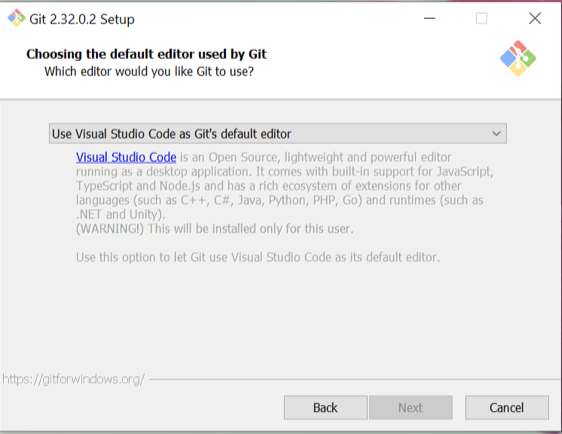 Git 2.32.0.2 Setup
Choosing the default editor used by Git
Which editor would you like Git to use?
Use Visual Studio Code as Git's default editor
Visual Studio Code is an Open Source, lightweight and powerful editor
running as a desktop application. It comes with built-in support for JavaScript,
TypeScript and Node.js and has a rich ecosystem of extensions for other
languages (such as C++, C#, Java, Python, PHP, Go) and runtimes (such as
.NET and Unity).
(WARNING!) This will be installed only for this user.
Use this option to let Git use Visual Studio Code as its default editor.
https://gitforwindows.org/
Back Next Cancel